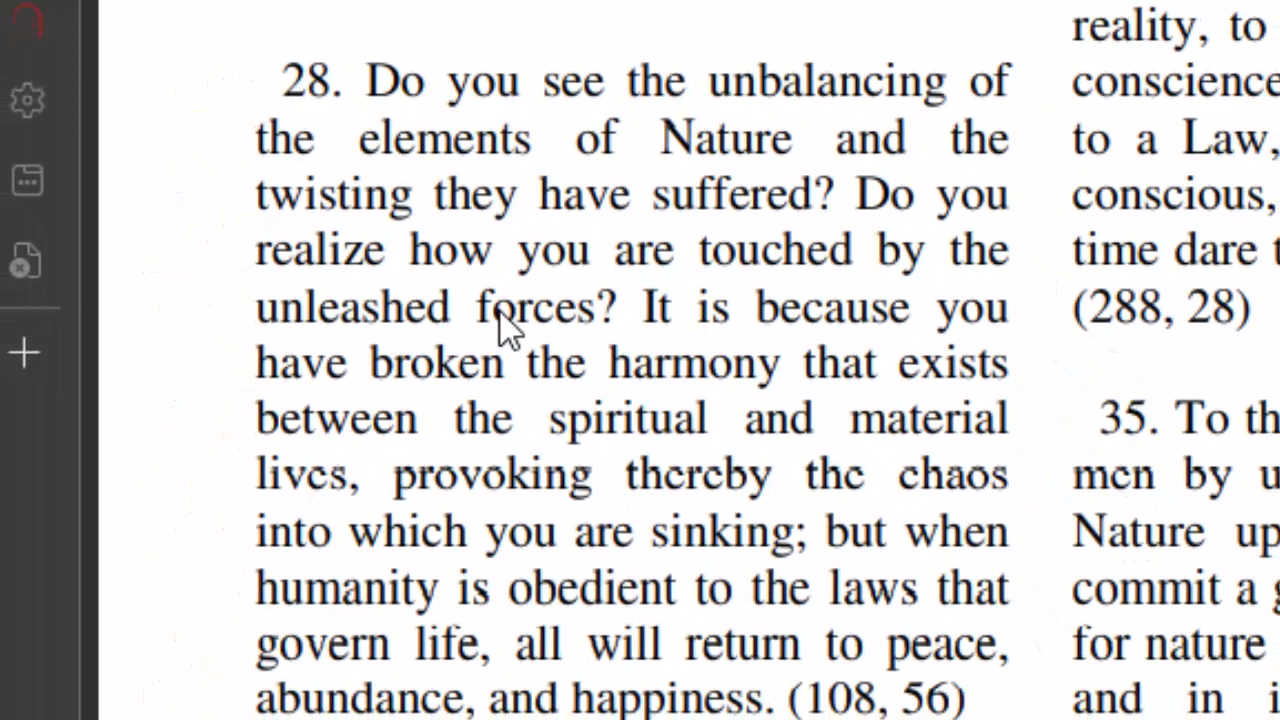 28. Do you see the unbalancing of
the elements of Nature and the
twisting they have suffered? Do you
realize how you are touched by the
unleashed forces? It is because you
have broken the harmony that exists
between the spiritual and material
lives, provoking thereby the chaos
into which you are sinking; but when
humanity is obedient to the laws that
govern life, all will return to peace,
abundance, and happiness. (108, 56)
reality, to
conscience
to a Law,
conscious,
time dare
(288, 28)
35. To
men by
Nature
commit a
for nature
and in